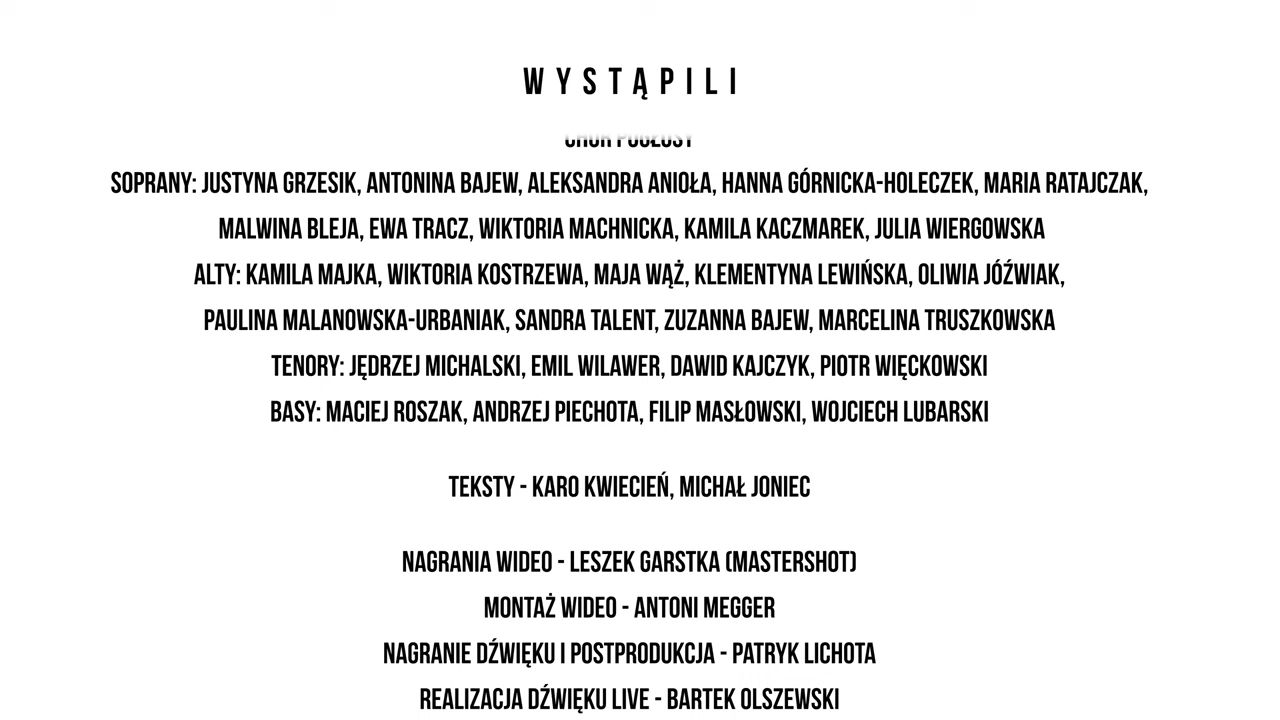 WYSTĄPILI
CHÓR POGŁOSY
SOPRANY: JUSTYNA GRZESIK, ANTONINA BAJEW, ALEKSANDRA ANIOŁA, HANNA GÓRNICKA-HOLECZEK, MARIA RATAJCZAK,
MALWINA BLEJA, EWA TRACZ, WIKTORIA MACHNICKA, KAMILA KACZMAREK, JULIA WIERGOWSKA
ALTY: KAMILA MAJKA, WIKTORIA KOSTRZEWA, MAJA WĄŻ, KLEMENTYNA LEWIŃSKA, OLIWIA JÓŹWIAK,
PAULINA MALANOWSKA-URBANIAK, SANDRA TALENT, ZUZANNA BAJEW, MARCELINA TRUSZKOWSKA
TENORY: JĘDRZEJ MICHALSKI, EMIL WILAWER, DAWID KAJCZYK, PIOTR WIĘCKOWSKI
BASY: MACIEJ ROSZAK, ANDRZEJ PIECHOTA, FILIP MASŁOWSKI, WOJCIECH LUBARSKI
TEKSTY - KARO KWIECIEŃ, MICHAŁ JONIEC
NAGRANIA WIDEO - LESZEK GARSTKA (MASTERSHOT)
MONTAŻ WIDEO - ANTONI MEGGER
NAGRANIE DŹWIĘKU I POSTPRODUKCJA - PATRYK LICHOTA
REALIZACJA DŹWIĘKU LIVE - BARTEK OLSZEWSKI